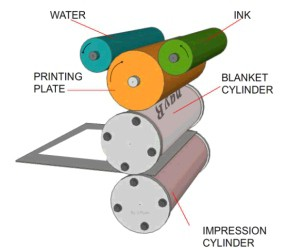 WATER
INK
PRINTING
PLATE
BLANKET
CYLINDER
IMPRESSION
CYLINDER